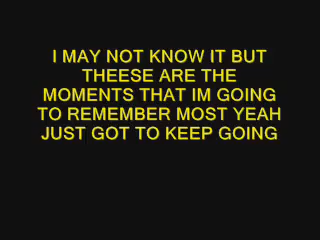 I MAY NOT KNOW IT BUT
THEESE ARE THE
MOMENTS THAT IM GOING
TO REMEMBER MOST YEAH
JUST GOT TO KEEP GOING